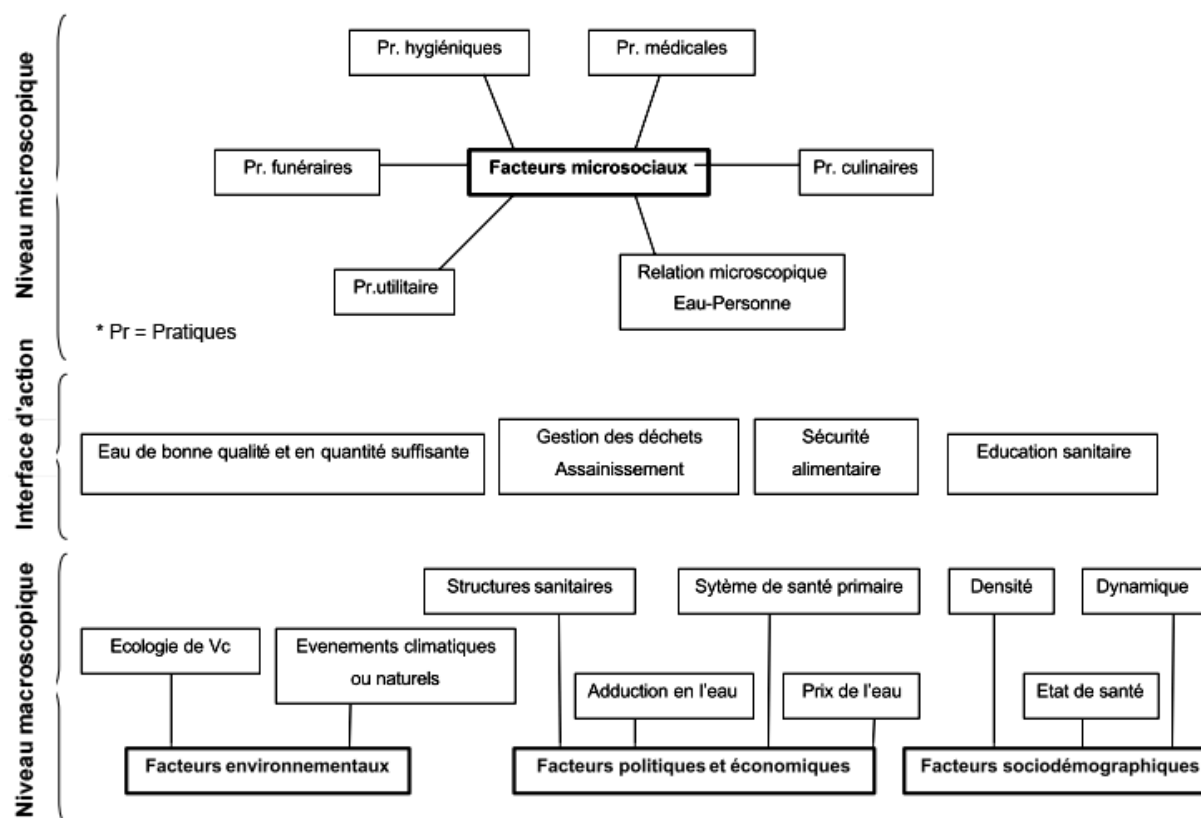 Niveau microscopique
Pr. hygiéniques
Pr. médicales
Pr. funéraires
Facteurs microsociaux
Pr. culinaires
Pr.utilitaire
Relation microscopique
Eau-Personne
* Pr = Pratiques
Interface d'action
Eau de bonne qualité et en quantité suffisante
Gestion des déchets
Assainissement
Sécurité
alimentaire
Education sanitaire
Niveau macroscopique
Structures sanitaires
Sytème de santé primaire
Densité
Dynamique
Ecologie de Vc
Evenements climatiques
ou naturels
Adduction en l'eau
Prix de l'eau
Etat de santé
Facteurs environnementaux
Facteurs politiques et économiques
Facteurs sociodémographiques